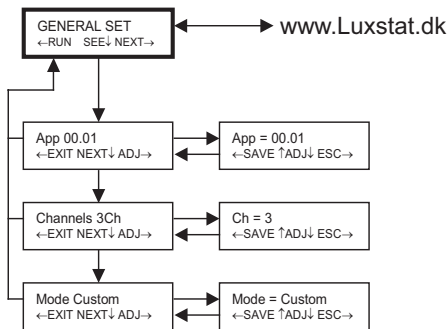 GENERAL SET
←RUN SEE↓ NEXT→
www.Luxstat.dk
App 00.01
←EXIT NEXT↓ ADJ→
App = 00.01
←SAVE ↑ADJ↓ ESC→
Channels 3Ch
←EXIT NEXT↓ ADJ→
Ch = 3
←SAVE ↑ADJ↓ ESC→
Mode Custom
←EXIT NEXT↓ ADJ→
Mode = Custom
←SAVE ↑ADJ↓ ESC→